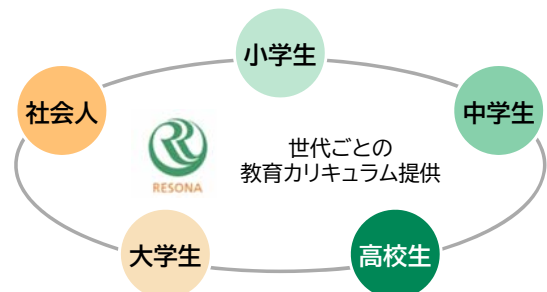 小学生
社会人
中学生
RESONA
世代ごとの
教育カリキュラム提供
大学生
高校生